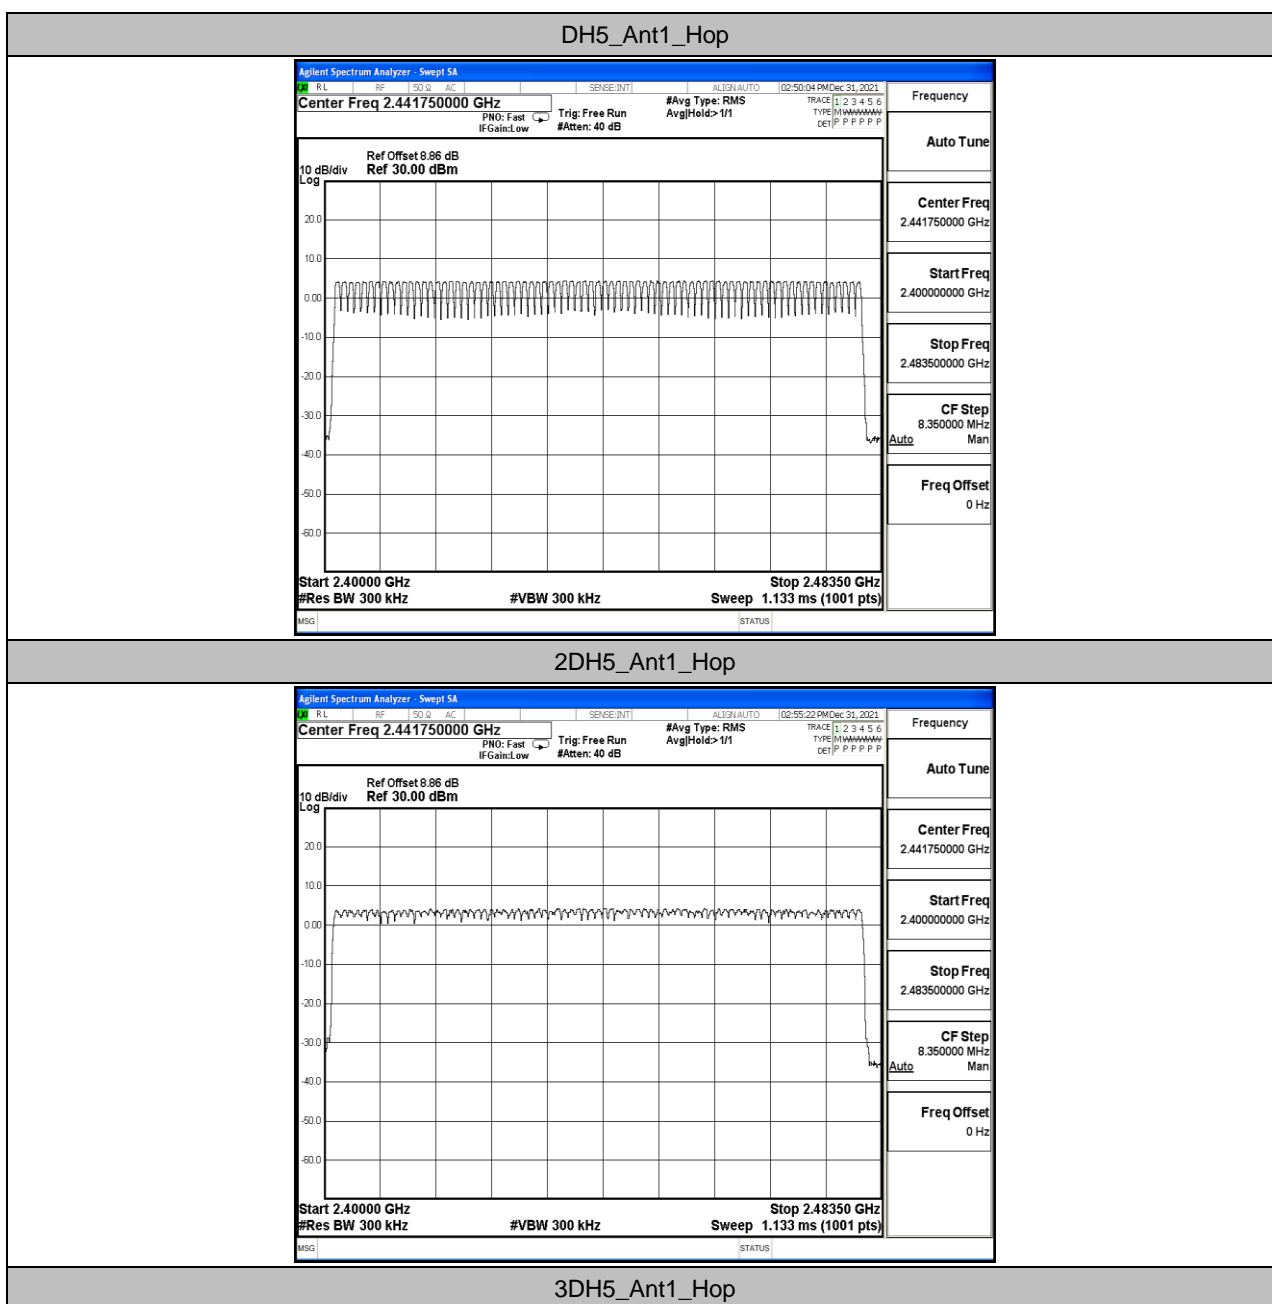 DH5_Ant1_Hop
Agilent Spectrum Analyzer - Swept SA
RL RF 50 Ω AC SENSE:INT ALIGN AUTO 02:50:04 PM Dec 31, 2021
Center Freq 2.441750000 GHz
PNO: Fast
IFGain:Low
Trig: Free Run
#Atten: 40 dB
#Avg Type: RMS
Avg|Hold:>1/1
TRACE 1 2 3 4 5 6
TYPE M WWWWW
DET P P P P P P
Frequency
Auto Tune
Center Freq
2.441750000 GHz
Start Freq
2.400000000 GHz
Stop Freq
2.483500000 GHz
CF Step
8.350000 MHz
Auto Man
Freq Offset
0 Hz
Ref Offset 8.86 dB
10 dB/div Ref 30.00 dBm
Log
20.0
10.0
0.00
-10.0
-20.0
-30.0
-40.0
-50.0
-60.0
Start 2.40000 GHz Stop 2.48350 GHz
#Res BW 300 kHz #VBW 300 kHz Sweep 1.133 ms (1001 pts)
MSG STATUS
2DH5_Ant1_Hop
Agilent Spectrum Analyzer - Swept SA
RL RF 50 Ω AC SENSE:INT ALIGN AUTO 02:55:22 PM Dec 31, 2021
Center Freq 2.441750000 GHz
PNO: Fast
IFGain:Low
Trig: Free Run
#Atten: 40 dB
#Avg Type: RMS
Avg|Hold:>1/1
TRACE 1 2 3 4 5 6
TYPE M WWWWW
DET P P P P P P
Frequency
Auto Tune
Center Freq
2.441750000 GHz
Start Freq
2.400000000 GHz
Stop Freq
2.483500000 GHz
CF Step
8.350000 MHz
Auto Man
Freq Offset
0 Hz
Ref Offset 8.86 dB
10 dB/div Ref 30.00 dBm
Log
20.0
10.0
0.00
-10.0
-20.0
-30.0
-40.0
-50.0
-60.0
Start 2.40000 GHz Stop 2.48350 GHz
#Res BW 300 kHz #VBW 300 kHz Sweep 1.133 ms (1001 pts)
MSG STATUS
3DH5_Ant1_Hop